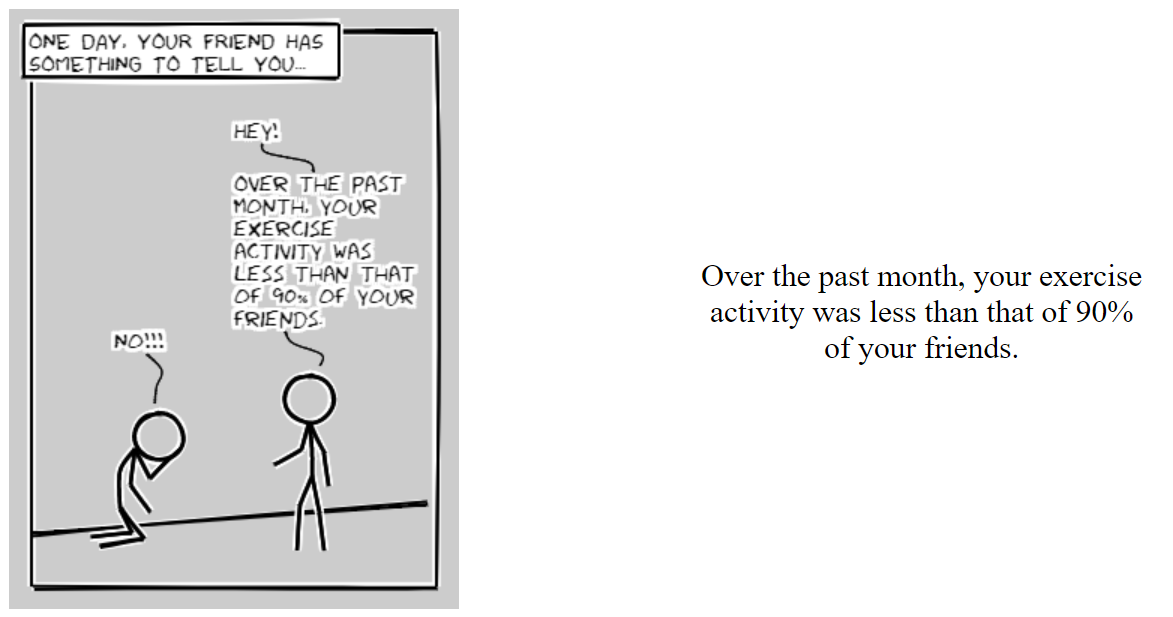 ONE DAY, YOUR FRIEND HAS
SOMETHING TO TELL YOU...
HEY!
OVER THE PAST
MONTH, YOUR
EXERCISE
ACTIVITY WAS
LESS THAN THAT
OF 90% OF YOUR
FRIENDS.
NO!!!
Over the past month, your exercise
activity was less than that of 90%
of your friends.